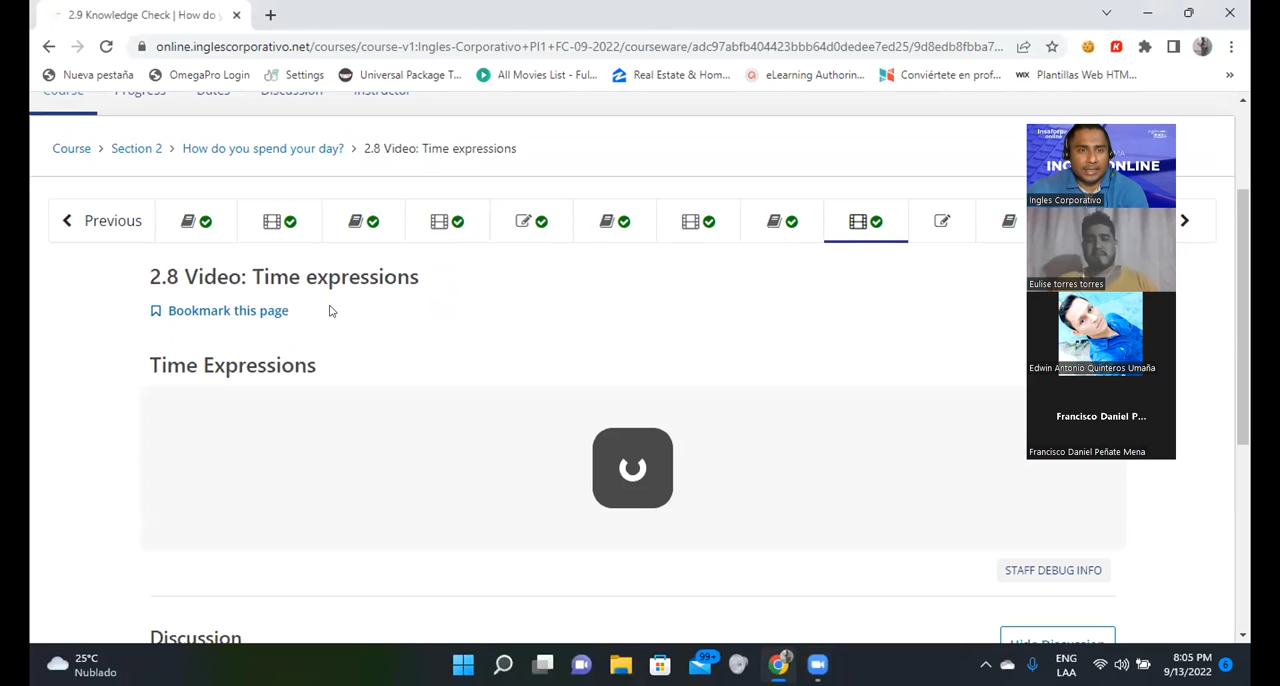 2.9 Knowledge Check | How do y
online.inglescorporativo.net/courses/course-v1:Ingles-Corporativo+PI1+FC-09-2022/courseware/adc97abfb404423bbb64d0dedee7ed25/9d8edb8fbba7...
Nueva pestaña OmegaPro Login Settings Universal Package T... All Movies List - Ful... Real Estate & Hom... eLearning Authorin... Conviértete en prof... WIX Plantillas Web HTM... »
Course Progress Dates Discussion Instructor
Course > Section 2 > How do you spend your day? > 2.8 Video: Time expressions
Previous
2.8 Video: Time expressions
Bookmark this page
Time Expressions
STAFF DEBUG INFO
Discussion
Hide Discussion
INGLES ONLINE
Ingles Corporativo
Eulise torres torres
Edwin Antonio Quinteros Umaña
Francisco Daniel P...
Francisco Daniel Peñate Mena
25°C
Nublado
99+
ENG
LAA
8:05 PM
9/13/2022
6